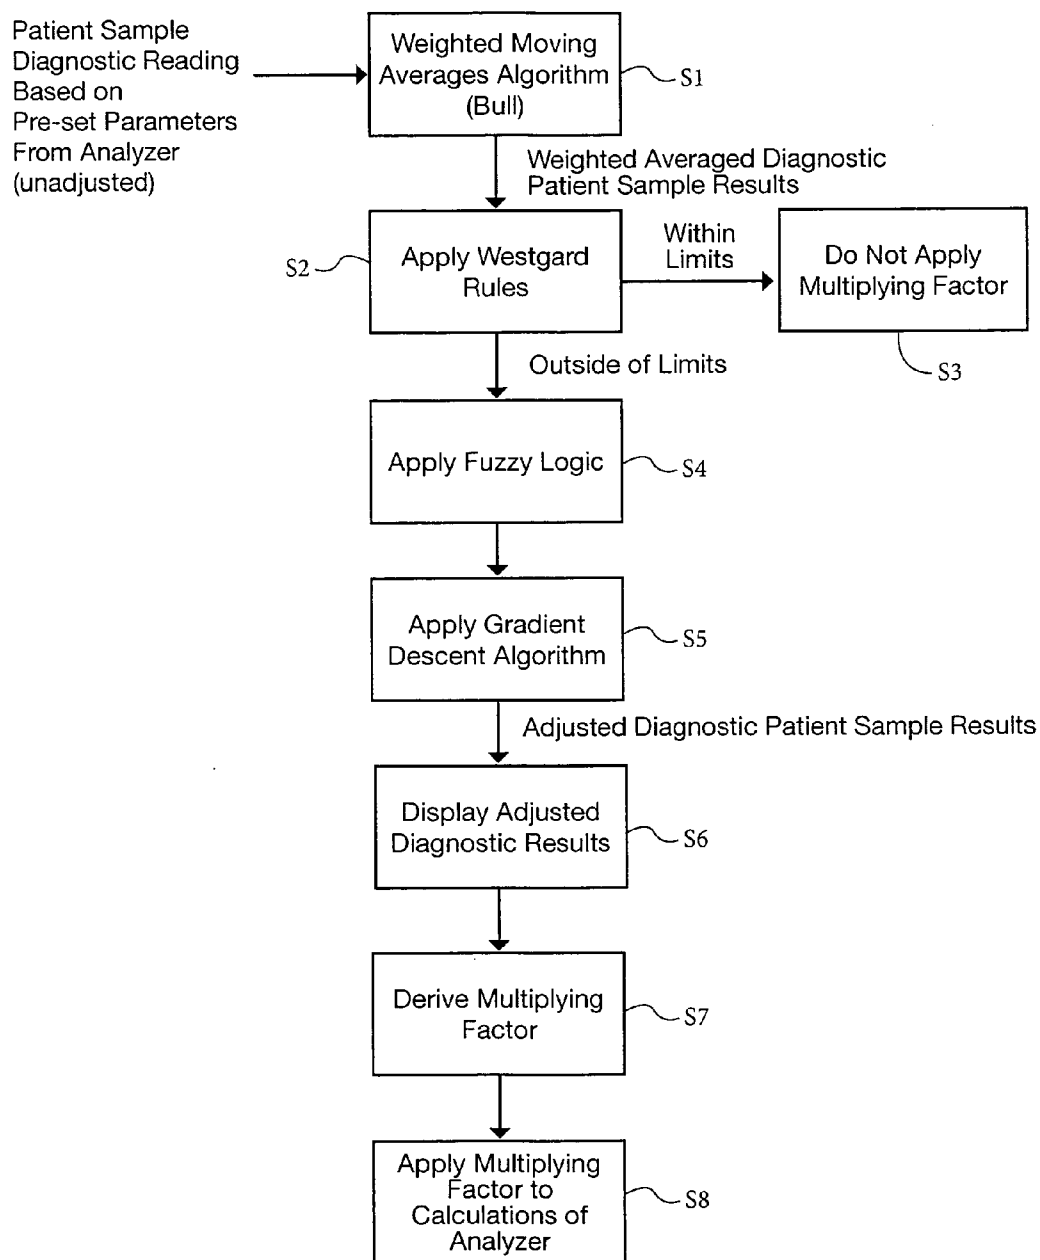 Patient Sample
Diagnostic Reading
Based on
Pre-set Parameters
From Analyzer
(unadjusted)
Weighted Moving
Averages Algorithm
(Bull)
S1
Weighted Averaged Diagnostic
Patient Sample Results
S2
Apply Westgard
Rules
Within
Limits
Do Not Apply
Multiplying Factor
S3
Outside of Limits
Apply Fuzzy Logic
S4
Apply Gradient
Descent Algorithm
S5
Adjusted Diagnostic Patient Sample Results
Display Adjusted
Diagnostic Results
S6
Derive Multiplying
Factor
S7
Apply Multiplying
Factor to
Calculations of
Analyzer
S8